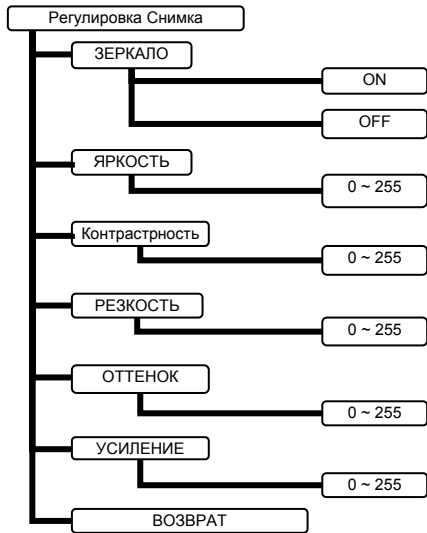 Регулировка Снимка
ЗЕРКАЛО
ON
OFF
ЯРКОСТЬ
0 ~ 255
Контрастрность
0 ~ 255
РЕЗКОСТЬ
0 ~ 255
ОТТЕНОК
0 ~ 255
УСИЛЕНИЕ
0 ~ 255
ВОЗВРАТ